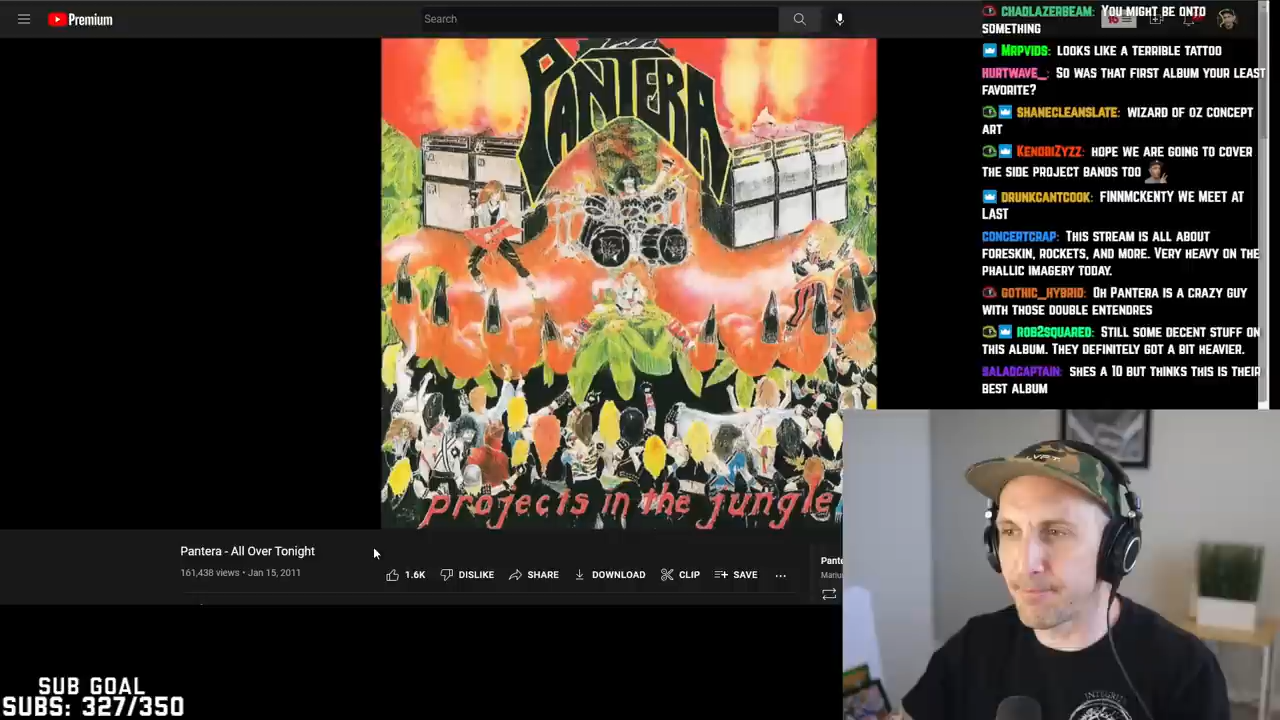 Premium
Search
PANTERA
projects in the jungle
Pantera - All Over Tonight
161,438 views • Jan 15, 2011
1.6K
DISLIKE
SHARE
DOWNLOAD
CLIP
SAVE
...
Pante
Mariu
CHADLAZERBEAM: YOU MIGHT BE ONTO
SOMETHING
MRPVIDS: LOOKS LIKE A TERRIBLE TATTOO
HURTWAVE_: SO WAS THAT FIRST ALBUM YOUR LEAST
FAVORITE?
SHANECLEANSLATE: WIZARD OF OZ CONCEPT
ART
KENOBIZYZZ: HOPE WE ARE GOING TO COVER
THE SIDE PROJECT BANDS TOO
DRUNKCANTCOOK: FINNMCKENTY WE MEET AT
LAST
CONCERTCRAP: THIS STREAM IS ALL ABOUT
FORESKIN, ROCKETS, AND MORE. VERY HEAVY ON THE
PHALLIC IMAGERY TODAY.
GOTHIC_HYBRID: OH PANTERA IS A CRAZY GUY
WITH THOSE DOUBLE ENTENDRES
ROB2SQUARED: STILL SOME DECENT STUFF ON
THIS ALBUM. THEY DEFINITELY GOT A BIT HEAVIER.
SALADCAPTAIN: SHES A 10 BUT THINKS THIS IS THEIR
BEST ALBUM
SUB GOAL
SUBS: 327/350